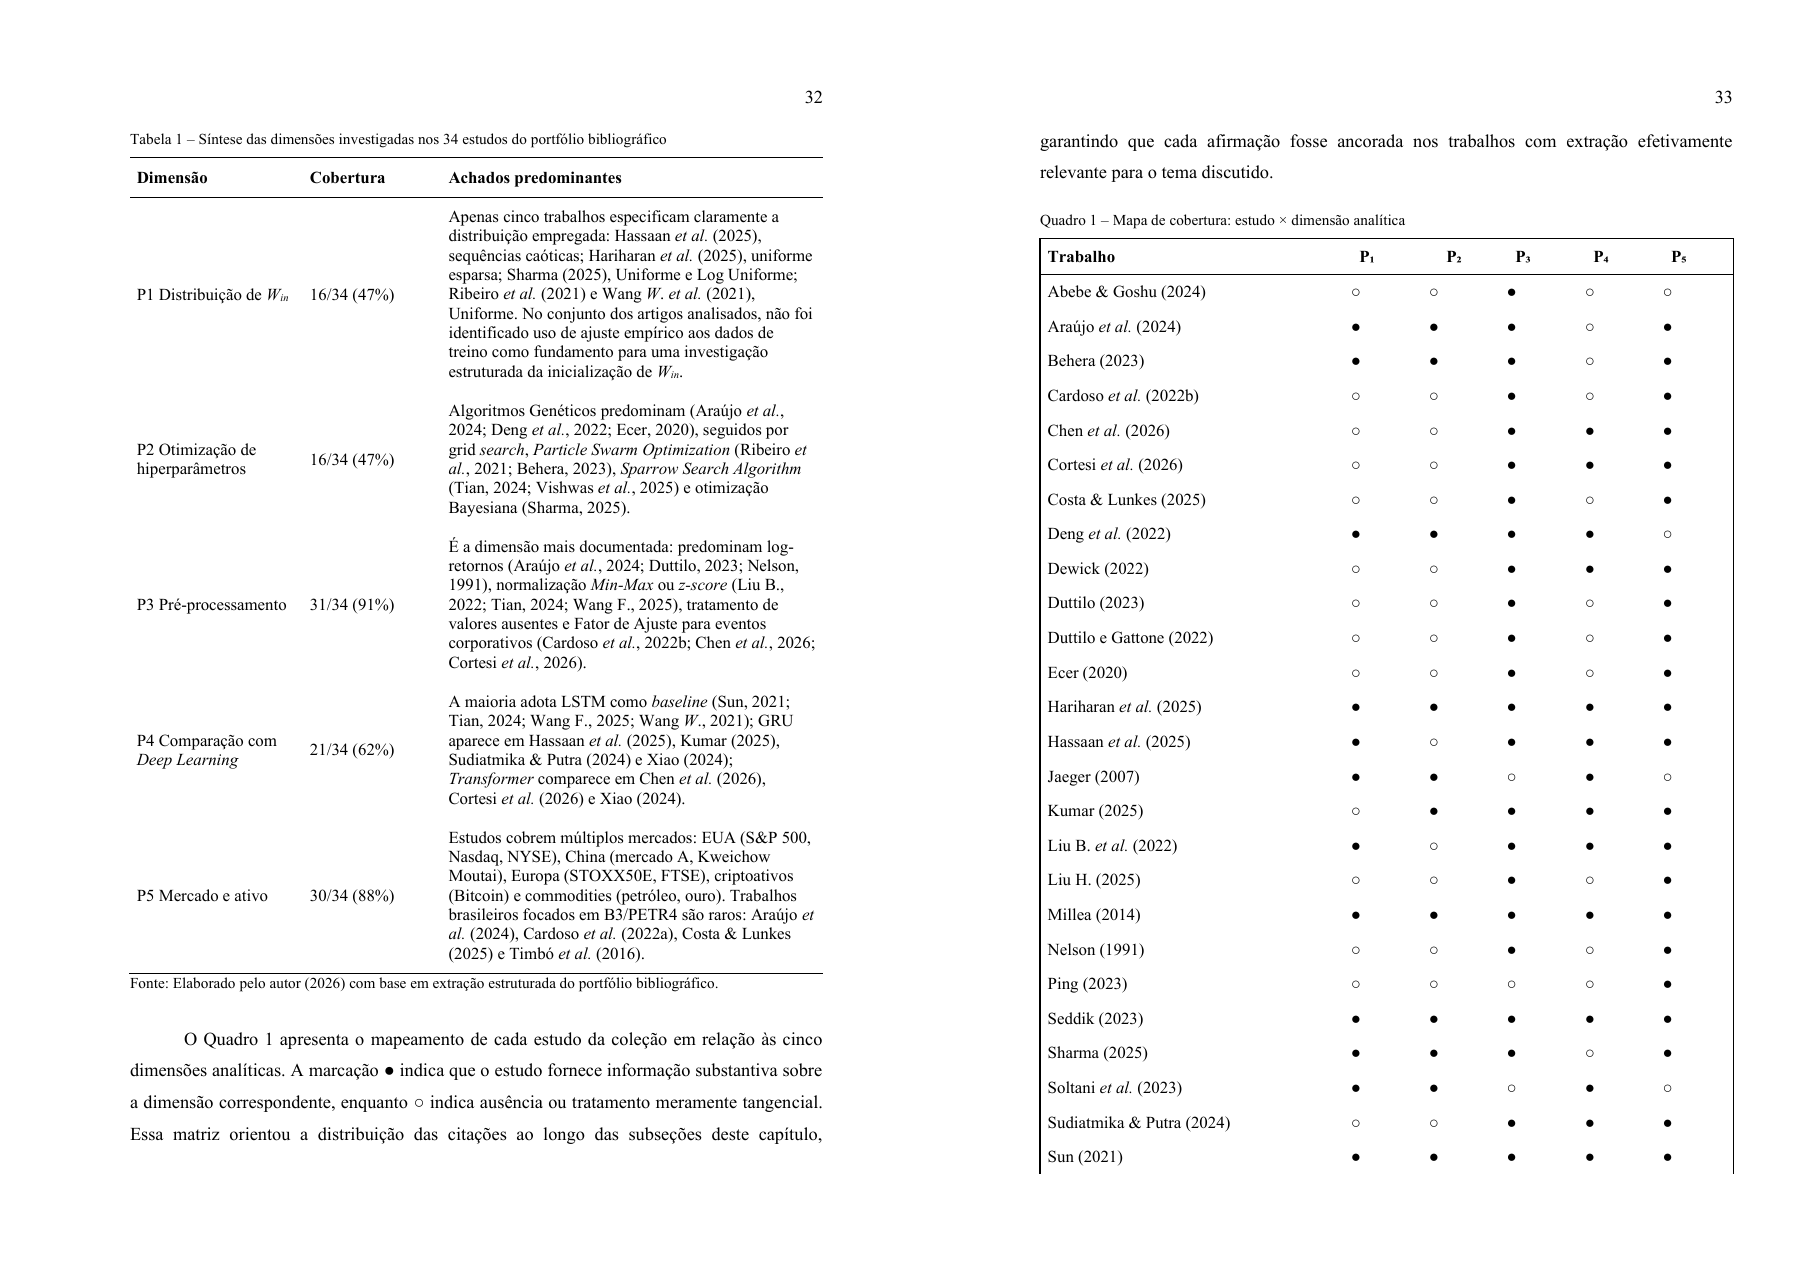 32
Tabela 1 – Síntese das dimensões investigadas nos 34 estudos do portfólio bibliográfico
Dimensão Cobertura Achados predominantes
P1 Distribuição de Win 16/34 (47%)
Apenas cinco trabalhos especificam claramente a
distribuição empregada: Hassaan et al. (2025),
sequências caóticas; Hariharan et al. (2025), uniforme
esparsa; Sharma (2025), Uniforme e Log Uniforme;
Ribeiro et al. (2021) e Wang W. et al. (2021),
Uniforme. No conjunto dos artigos analisados, não foi
identificado uso de ajuste empírico aos dados de
treino como fundamento para uma investigação
estruturada da inicialização de Win.
P2 Otimização de
hiperparâmetros
16/34 (47%)
Algoritmos Genéticos predominam (Araújo et al.,
2024; Deng et al., 2022; Ecer, 2020), seguidos por
grid search, Particle Swarm Optimization (Ribeiro et
al., 2021; Behera, 2023), Sparrow Search Algorithm
(Tian, 2024; Vishwas et al., 2025) e otimização
Bayesiana (Sharma, 2025).
P3 Pré-processamento 31/34 (91%)
É a dimensão mais documentada: predominam log-
retornos (Araújo et al., 2024; Duttilo, 2023; Nelson,
1991), normalização Min-Max ou z-score (Liu B.,
2022; Tian, 2024; Wang F., 2025), tratamento de
valores ausentes e Fator de Ajuste para eventos
corporativos (Cardoso et al., 2022b; Chen et al., 2026;
Cortesi et al., 2026).
P4 Comparação com
Deep Learning
21/34 (62%)
A maioria adota LSTM como baseline (Sun, 2021;
Tian, 2024; Wang F., 2025; Wang W., 2021); GRU
aparece em Hassaan et al. (2025), Kumar (2025),
Sudiatmika & Putra (2024) e Xiao (2024);
Transformer comparece em Chen et al. (2026),
Cortesi et al. (2026) e Xiao (2024).
P5 Mercado e ativo 30/34 (88%)
Estudos cobrem múltiplos mercados: EUA (S&P 500,
Nasdaq, NYSE), China (mercado A, Kweichow
Moutai), Europa (STOXX50E, FTSE), criptoativos
(Bitcoin) e commodities (petróleo, ouro). Trabalhos
brasileiros focados em B3/PETR4 são raros: Araújo et
al. (2024), Cardoso et al. (2022a), Costa & Lunkes
(2025) e Timbó et al. (2016).
Fonte: Elaborado pelo autor (2026) com base em extração estruturada do portfólio bibliográfico.
O Quadro 1 apresenta o mapeamento de cada estudo da coleção em relação às cinco
dimensões analíticas. A marcação ● indica que o estudo fornece informação substantiva sobre
a dimensão correspondente, enquanto ○ indica ausência ou tratamento meramente tangencial.
Essa matriz orientou a distribuição das citações ao longo das subseções deste capítulo,
33
garantindo que cada afirmação fosse ancorada nos trabalhos com extração efetivamente
relevante para o tema discutido.
Quadro 1 – Mapa de cobertura: estudo × dimensão analítica
Trabalho P₁ P₂ P₃ P₄ P₅
Abebe & Goshu (2024) ○ ○ ● ○ ○
Araújo et al. (2024) ● ● ● ○ ●
Behera (2023) ● ● ● ○ ●
Cardoso et al. (2022b) ○ ○ ● ○ ●
Chen et al. (2026) ○ ○ ● ● ●
Cortesi et al. (2026) ○ ○ ● ● ●
Costa & Lunkes (2025) ○ ○ ● ○ ●
Deng et al. (2022) ● ● ● ● ○
Dewick (2022) ○ ○ ● ● ●
Duttilo (2023) ○ ○ ● ○ ●
Duttilo e Gattone (2022) ○ ○ ● ○ ●
Ecer (2020) ○ ○ ● ○ ●
Hariharan et al. (2025) ● ● ● ● ●
Hassaan et al. (2025) ● ○ ● ● ●
Jaeger (2007) ● ● ○ ● ○
Kumar (2025) ○ ● ● ● ●
Liu B. et al. (2022) ● ○ ● ● ●
Liu H. (2025) ○ ○ ● ○ ●
Millea (2014) ● ● ● ● ●
Nelson (1991) ○ ○ ● ○ ●
Ping (2023) ○ ○ ○ ○ ●
Seddik (2023) ● ● ● ● ●
Sharma (2025) ● ● ● ○ ●
Soltani et al. (2023) ● ● ○ ● ○
Sudiatmika & Putra (2024) ○ ○ ● ● ●
Sun (2021) ● ● ● ● ●